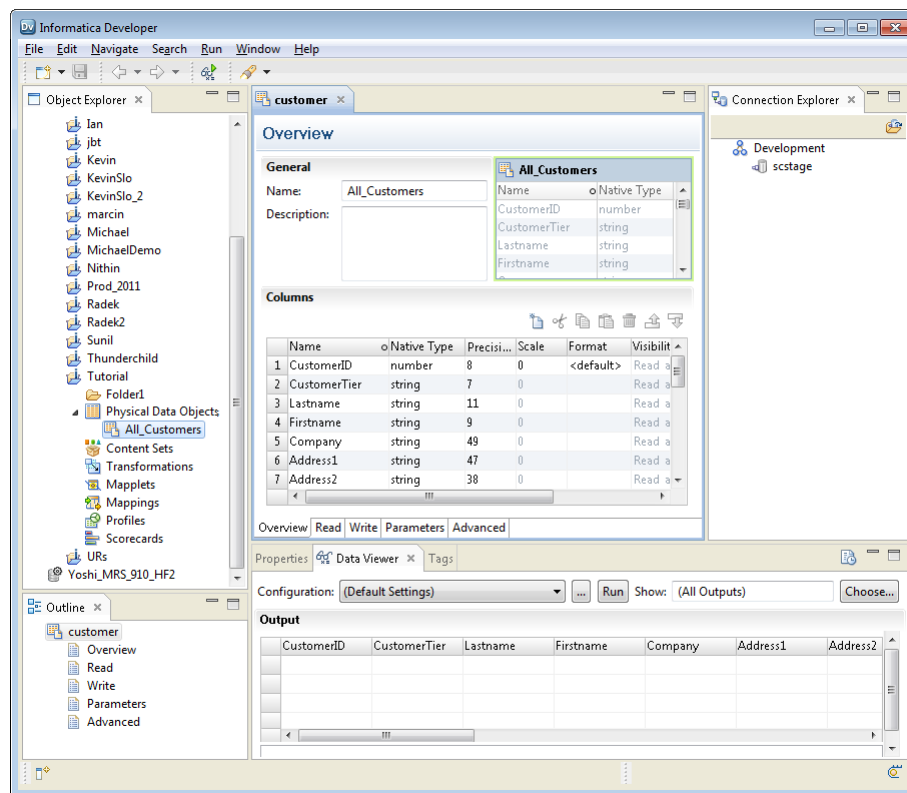 Informatica Developer
File Edit Navigate Search Run Window Help
Object Explorer
Ian
jbt
Kevin
KevinSlo
KevinSlo_2
marcin
Michael
MichaelDemo
Nithin
Prod_2011
Radek
Radek2
Sunil
Thunderchild
Tutorial
Folder1
Physical Data Objects
All_Customers
Content Sets
Transformations
Mapplets
Mappings
Profiles
Scorecards
URs
Yoshi_MRS_910_HF2
Outline
customer
Overview
Read
Write
Parameters
Advanced
customer
Overview
General
Name: All_Customers
Description:
All_Customers
Name Native Type
CustomerID number
CustomerTier string
Lastname string
Firstname string
Columns
Name Native Type Precisi... Scale Format Visibilit
1 CustomerID number 8 0 <default> Read a
2 CustomerTier string 7 0 Read a
3 Lastname string 11 0 Read a
4 Firstname string 9 0 Read a
5 Company string 49 0 Read a
6 Address1 string 47 0 Read a
7 Address2 string 38 0 Read a
Overview Read Write Parameters Advanced
Properties Data Viewer Tags
Configuration: (Default Settings) ... Run Show: (All Outputs) Choose...
Output
CustomerID CustomerTier Lastname Firstname Company Address1 Address2
Connection Explorer
Development
scstage